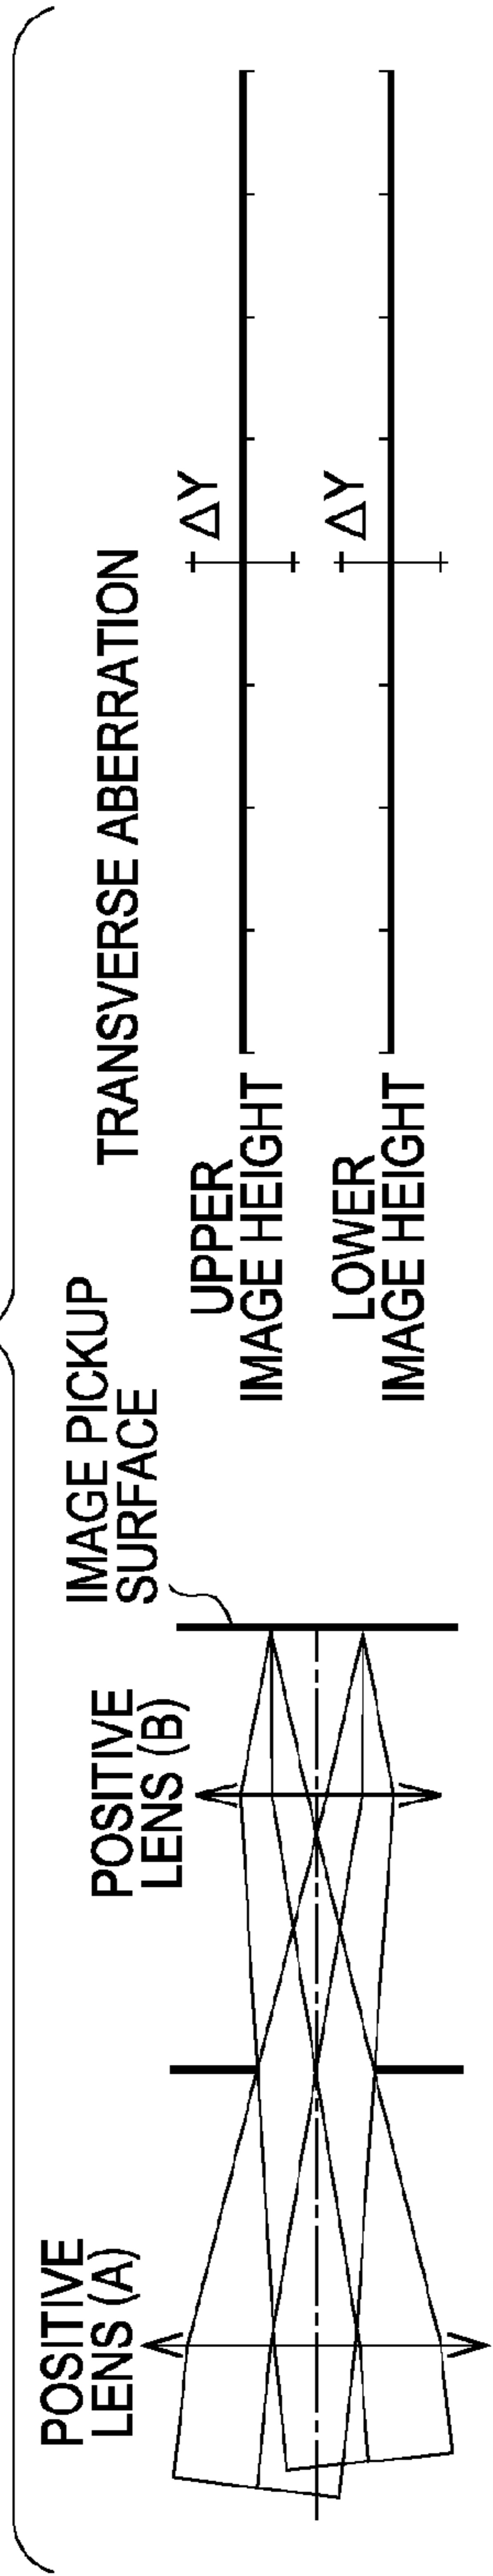 POSITIVE
LENS (A)
POSITIVE
LENS (B)
IMAGE PICKUP
SURFACE
TRANSVERSE ABERRATION
UPPER
IMAGE HEIGHT
ΔY
LOWER
IMAGE HEIGHT
ΔY